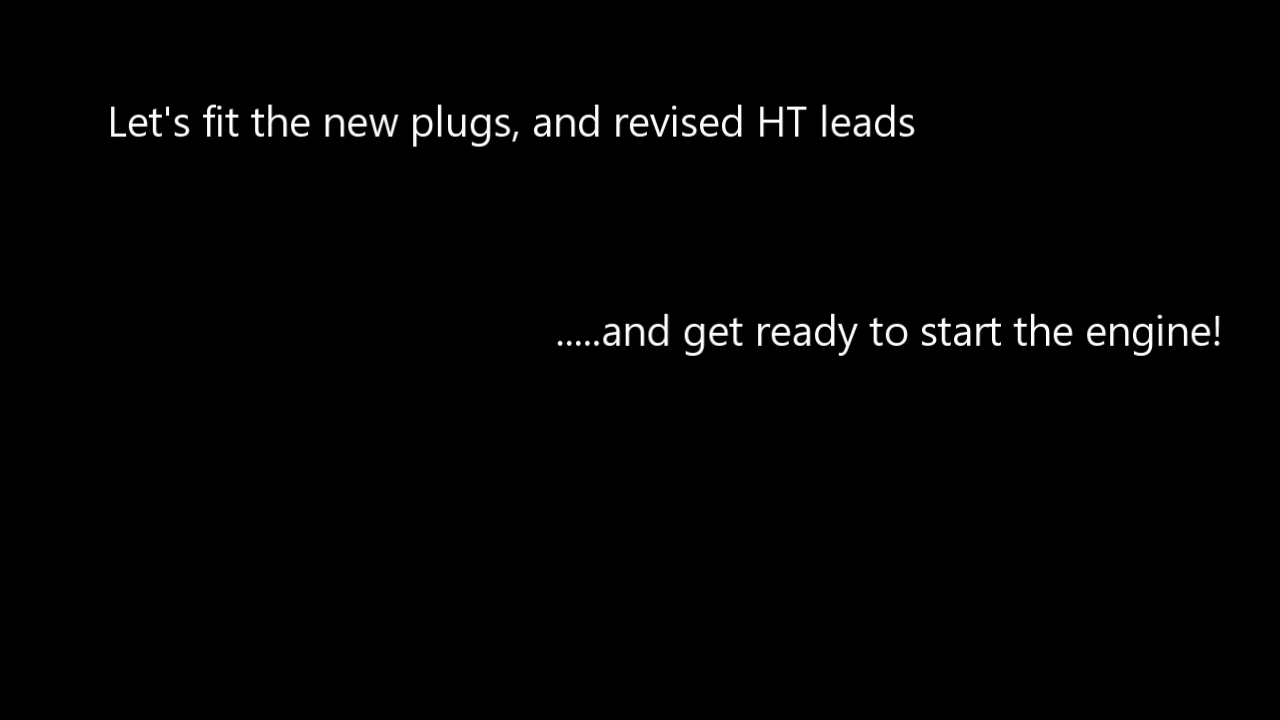 Let's fit the new plugs, and revised HT leads
.....and get ready to start the engine!